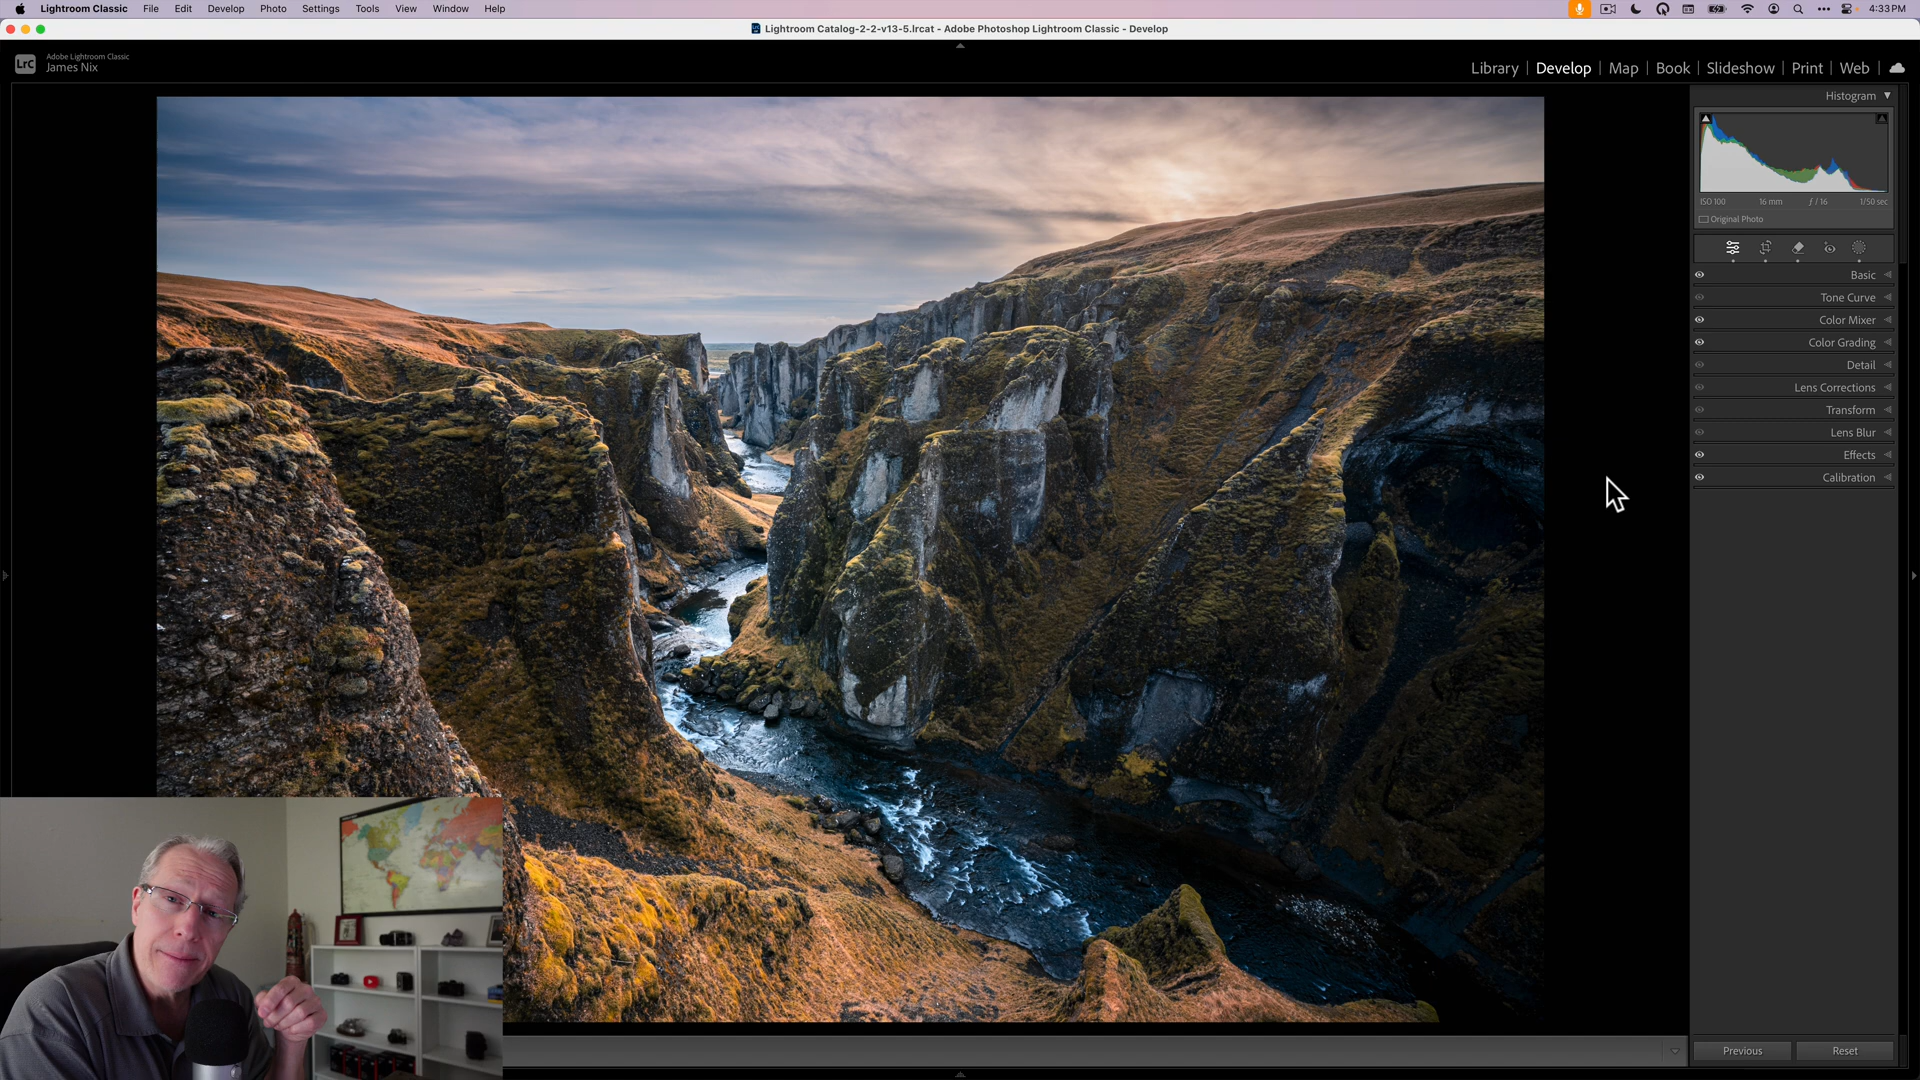 Lightroom Classic File Edit Develop Photo Settings Tools View Window Help 4:33PM
Lightroom Catalog-2-2-v13-5.lrcat - Adobe Photoshop Lightroom Classic - Develop
LrC
Adobe Lightroom Classic
James Nix
Library | Develop | Map | Book | Slideshow | Print | Web |
Histogram
ISO 100 16 mm ƒ / 16 1/50 sec
Original Photo
Basic
Tone Curve
Color Mixer
Color Grading
Detail
Lens Corrections
Transform
Lens Blur
Effects
Calibration
Previous Reset